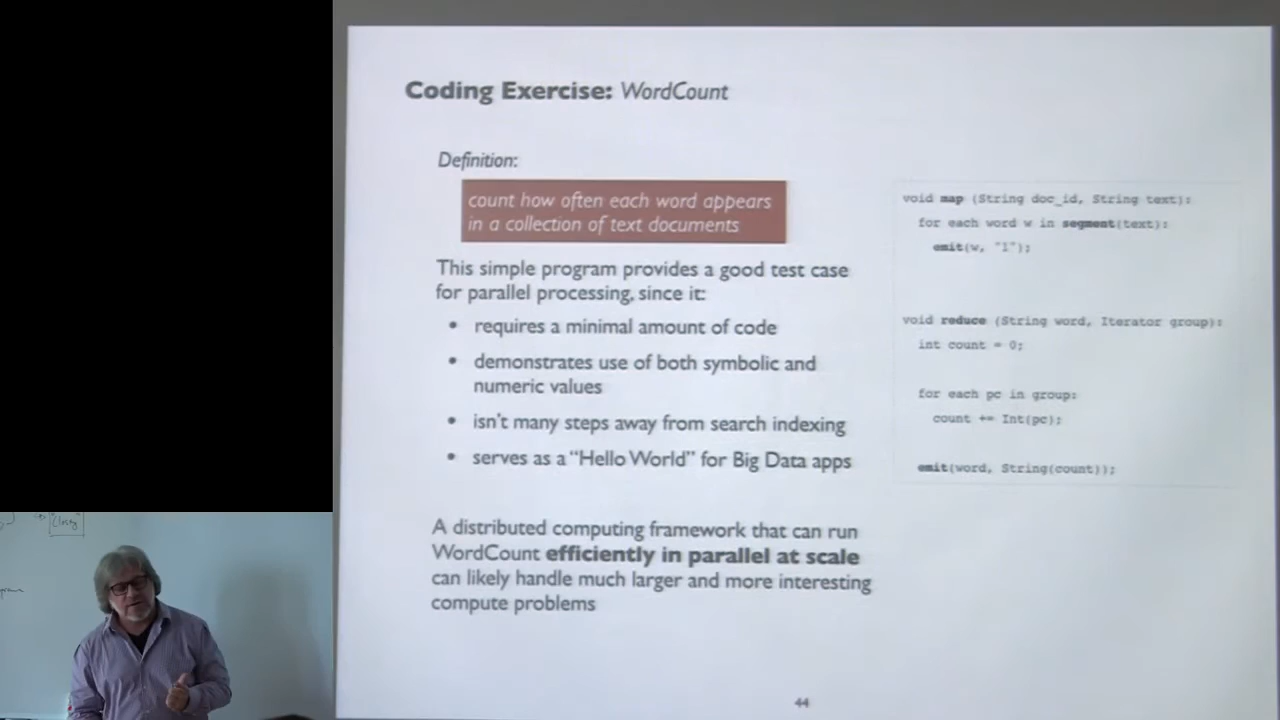 Coding Exercise: WordCount
Definition:
count how often each word appears
in a collection of text documents
This simple program provides a good test case
for parallel processing, since it:
• requires a minimal amount of code
• demonstrates use of both symbolic and
numeric values
• isn't many steps away from search indexing
• serves as a “Hello World” for Big Data apps
A distributed computing framework that can run
WordCount efficiently in parallel at scale
can likely handle much larger and more interesting
compute problems
void map (String doc_id, String text):
for each word w in segment(text):
emit(w, "1");
void reduce (String word, Iterator group):
int count = 0;
for each pc in group:
count += Int(pc);
emit(word, String(count));
44